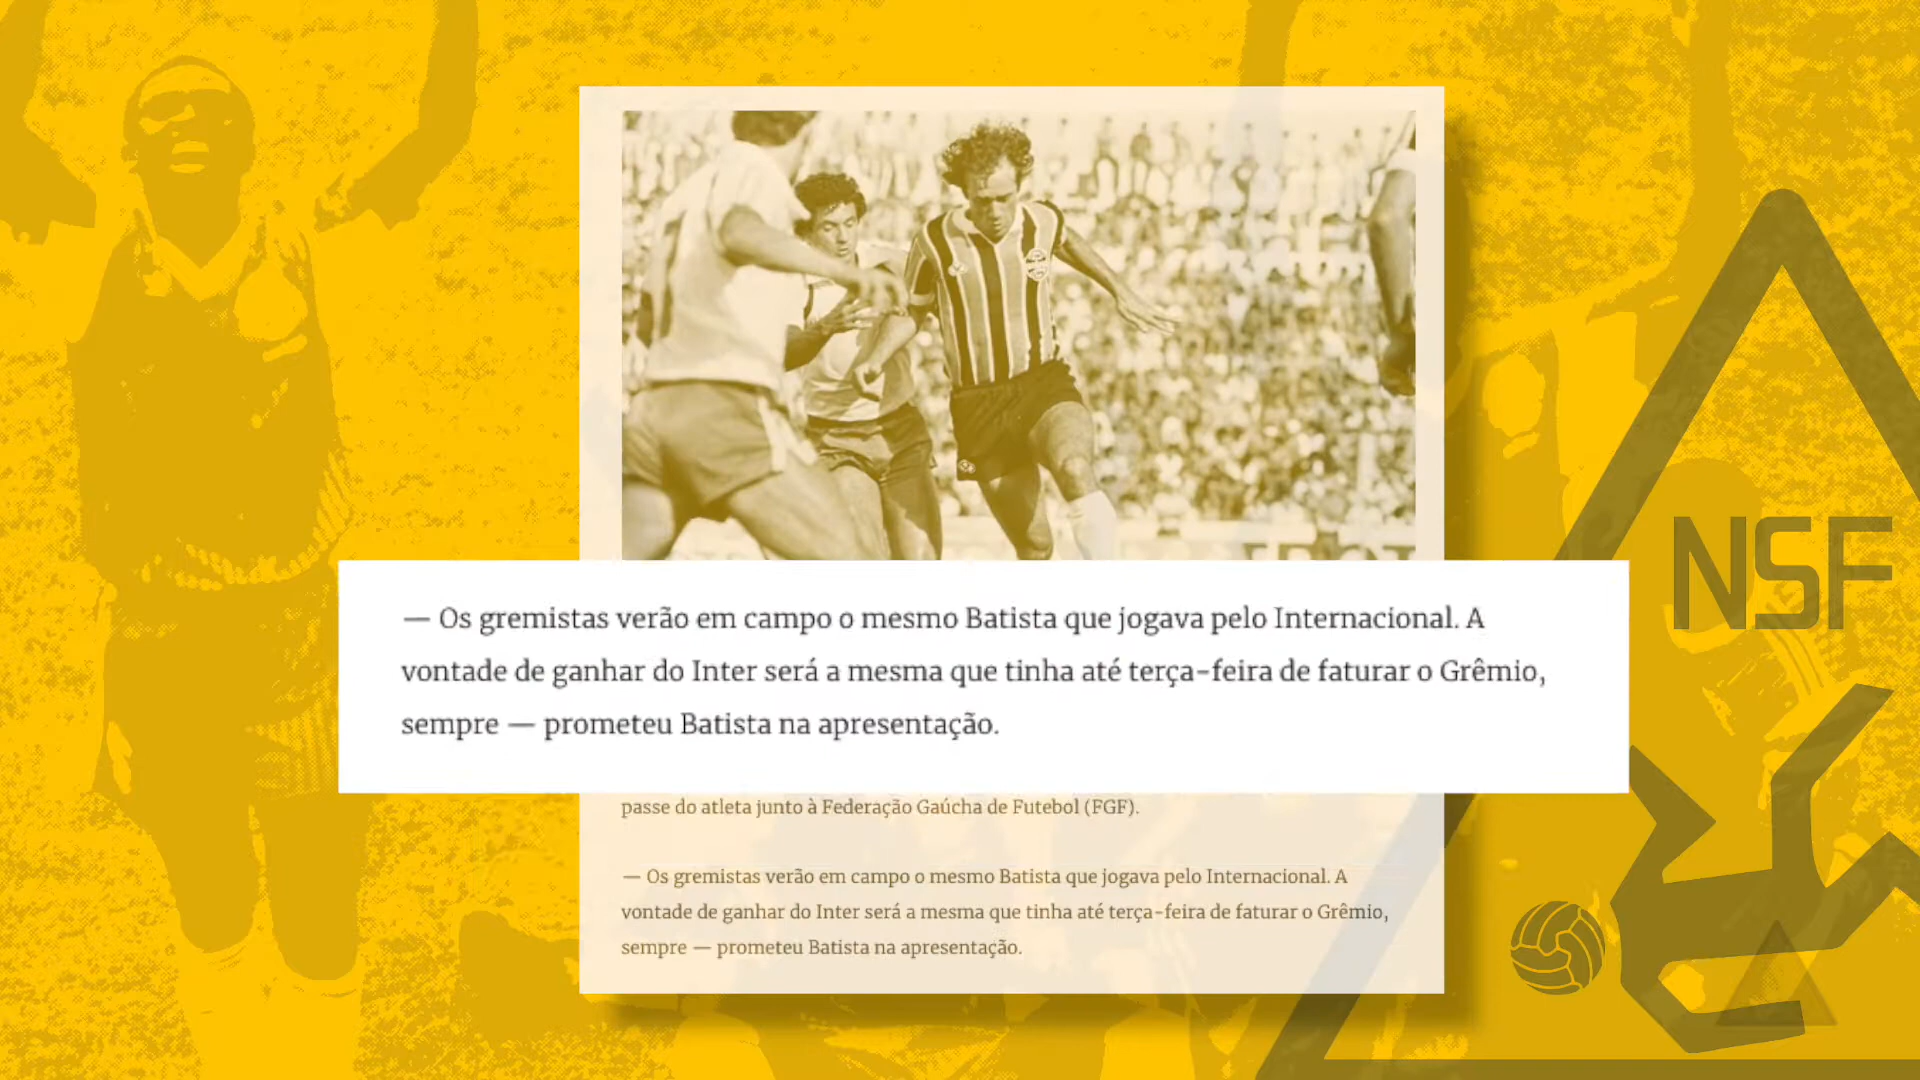 — Os gremistas verão em campo o mesmo Batista que jogava pelo Internacional. A
vontade de ganhar do Inter será a mesma que tinha até terça-feira de faturar o Grêmio,
sempre — prometeu Batista na apresentação.
NSF
passe do atleta junto à Federação Gaúcha de Futebol (FGF).
— Os gremistas verão em campo o mesmo Batista que jogava pelo Internacional. A
vontade de ganhar do Inter será a mesma que tinha até terça-feira de faturar o Grêmio,
sempre — prometeu Batista na apresentação.